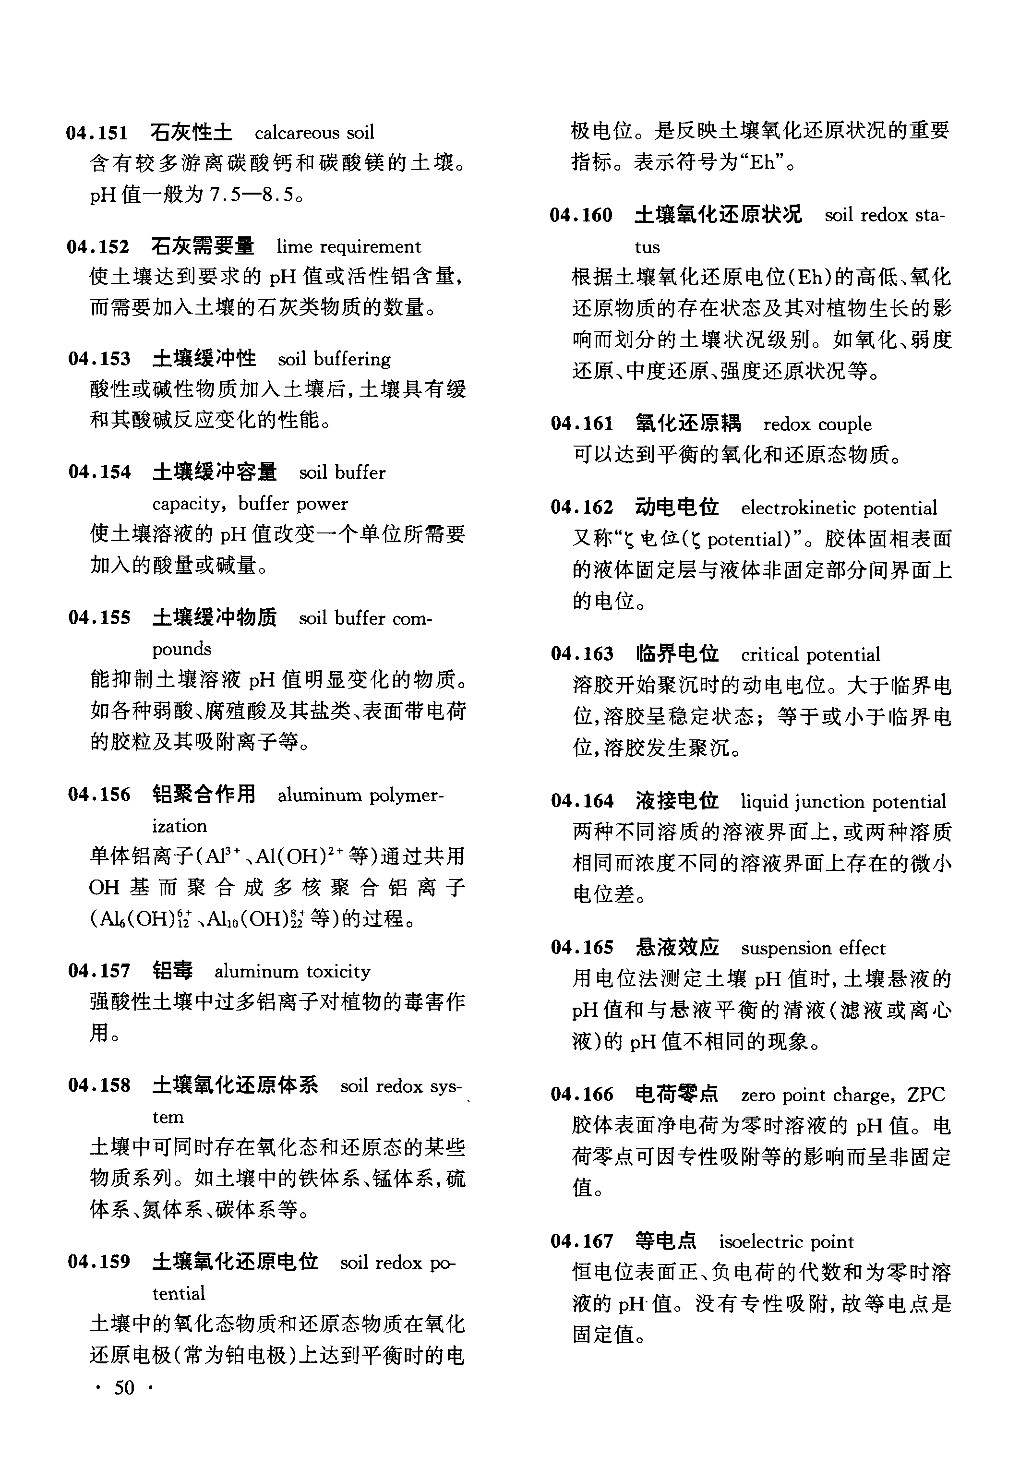 04.151 石灰性土 calcareous soil
含有较多游离碳酸钙和碳酸镁的土壤。
pH值一般为7.5—8.5。
04.152 石灰需要量 lime requirement
使土壤达到要求的pH值或活性铝含量,
而需要加入土壤的石灰类物质的数量。
04.153 土壤缓冲性 soil buffering
酸性或碱性物质加入土壤后,土壤具有缓
和其酸碱反应变化的性能。
04.154 土壤缓冲容量 soil buffer
capacity, buffer power
使土壤溶液的pH值改变一个单位所需要
加入的酸量或碱量。
04.155 土壤缓冲物质 soil buffer com-
pounds
能抑制土壤溶液pH值明显变化的物质。
如各种弱酸、腐殖酸及其盐类、表面带电荷
的胶粒及其吸附离子等。
04.156 铝聚合作用 aluminum polymer-
ization
单体铝离子(Al³⁺、Al(OH)²⁺等)通过共用
OH基而聚合成多核聚合铝离子
(Al₆(OH)₁₂⁶⁺、Al₁₀(OH)₂₂⁸⁺等)的过程。
04.157 铝毒 aluminum toxicity
强酸性土壤中过多铝离子对植物的毒害作
用。
04.158 土壤氧化还原体系 soil redox sys-
tem
土壤中可同时存在氧化态和还原态的某些
物质系列。如土壤中的铁体系、锰体系,硫
体系、氮体系、碳体系等。
04.159 土壤氧化还原电位 soil redox po-
tential
土壤中的氧化态物质和还原态物质在氧化
还原电极(常为铂电极)上达到平衡时的电
· 50 ·
极电位。是反映土壤氧化还原状况的重要
指标。表示符号为“Eh”。
04.160 土壤氧化还原状况 soil redox sta-
tus
根据土壤氧化还原电位(Eh)的高低、氧化
还原物质的存在状态及其对植物生长的影
响而划分的土壤状况级别。如氧化、弱度
还原、中度还原、强度还原状况等。
04.161 氧化还原耦 redox couple
可以达到平衡的氧化和还原态物质。
04.162 动电电位 electrokinetic potential
又称“ζ电位(ζ potential)”。胶体固相表面
的液体固定层与液体非固定部分间界面上
的电位。
04.163 临界电位 critical potential
溶胶开始聚沉时的动电电位。大于临界电
位,溶胶呈稳定状态；等于或小于临界电
位,溶胶发生聚沉。
04.164 液接电位 liquid junction potential
两种不同溶质的溶液界面上,或两种溶质
相同而浓度不同的溶液界面上存在的微小
电位差。
04.165 悬液效应 suspension effect
用电位法测定土壤pH值时,土壤悬液的
pH值和与悬液平衡的清液(滤液或离心
液)的pH值不相同的现象。
04.166 电荷零点 zero point charge, ZPC
胶体表面净电荷为零时溶液的pH值。电
荷零点可因专性吸附等的影响而呈非固定
值。
04.167 等电点 isoelectric point
恒电位表面正、负电荷的代数和为零时溶
液的pH值。没有专性吸附,故等电点是
固定值。